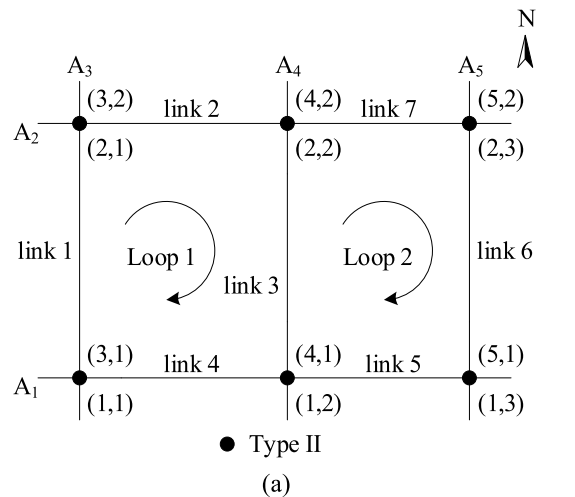 N
A₃ A₄ A₅
(3,2) (4,2) (5,2)
link 2 link 7
A₂
(2,1) (2,2) (2,3)
link 1 Loop 1 Loop 2 link 6
link 3
(3,1) (4,1) (5,1)
link 4 link 5
A₁
(1,1) (1,2) (1,3)
Type II
(a)